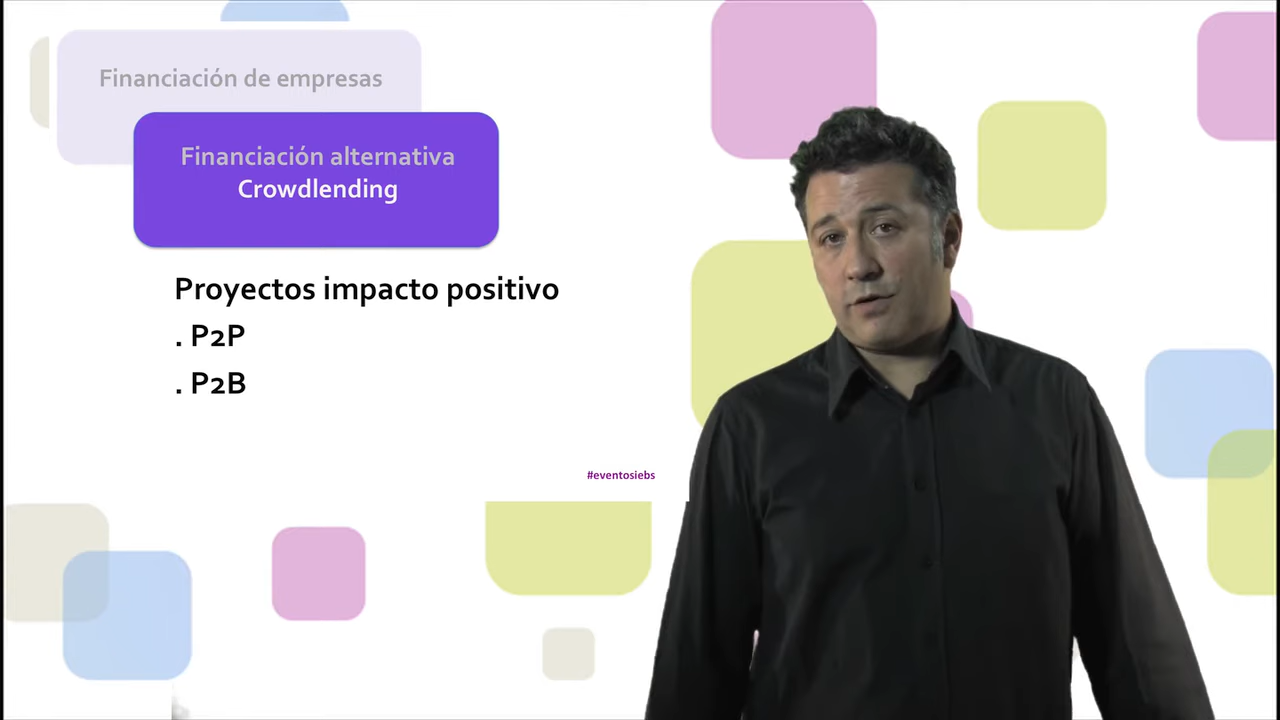 Financiación de empresas
Financiación alternativa
Crowdlending
Proyectos impacto positivo
. P2P
. P2B
#eventosiebs